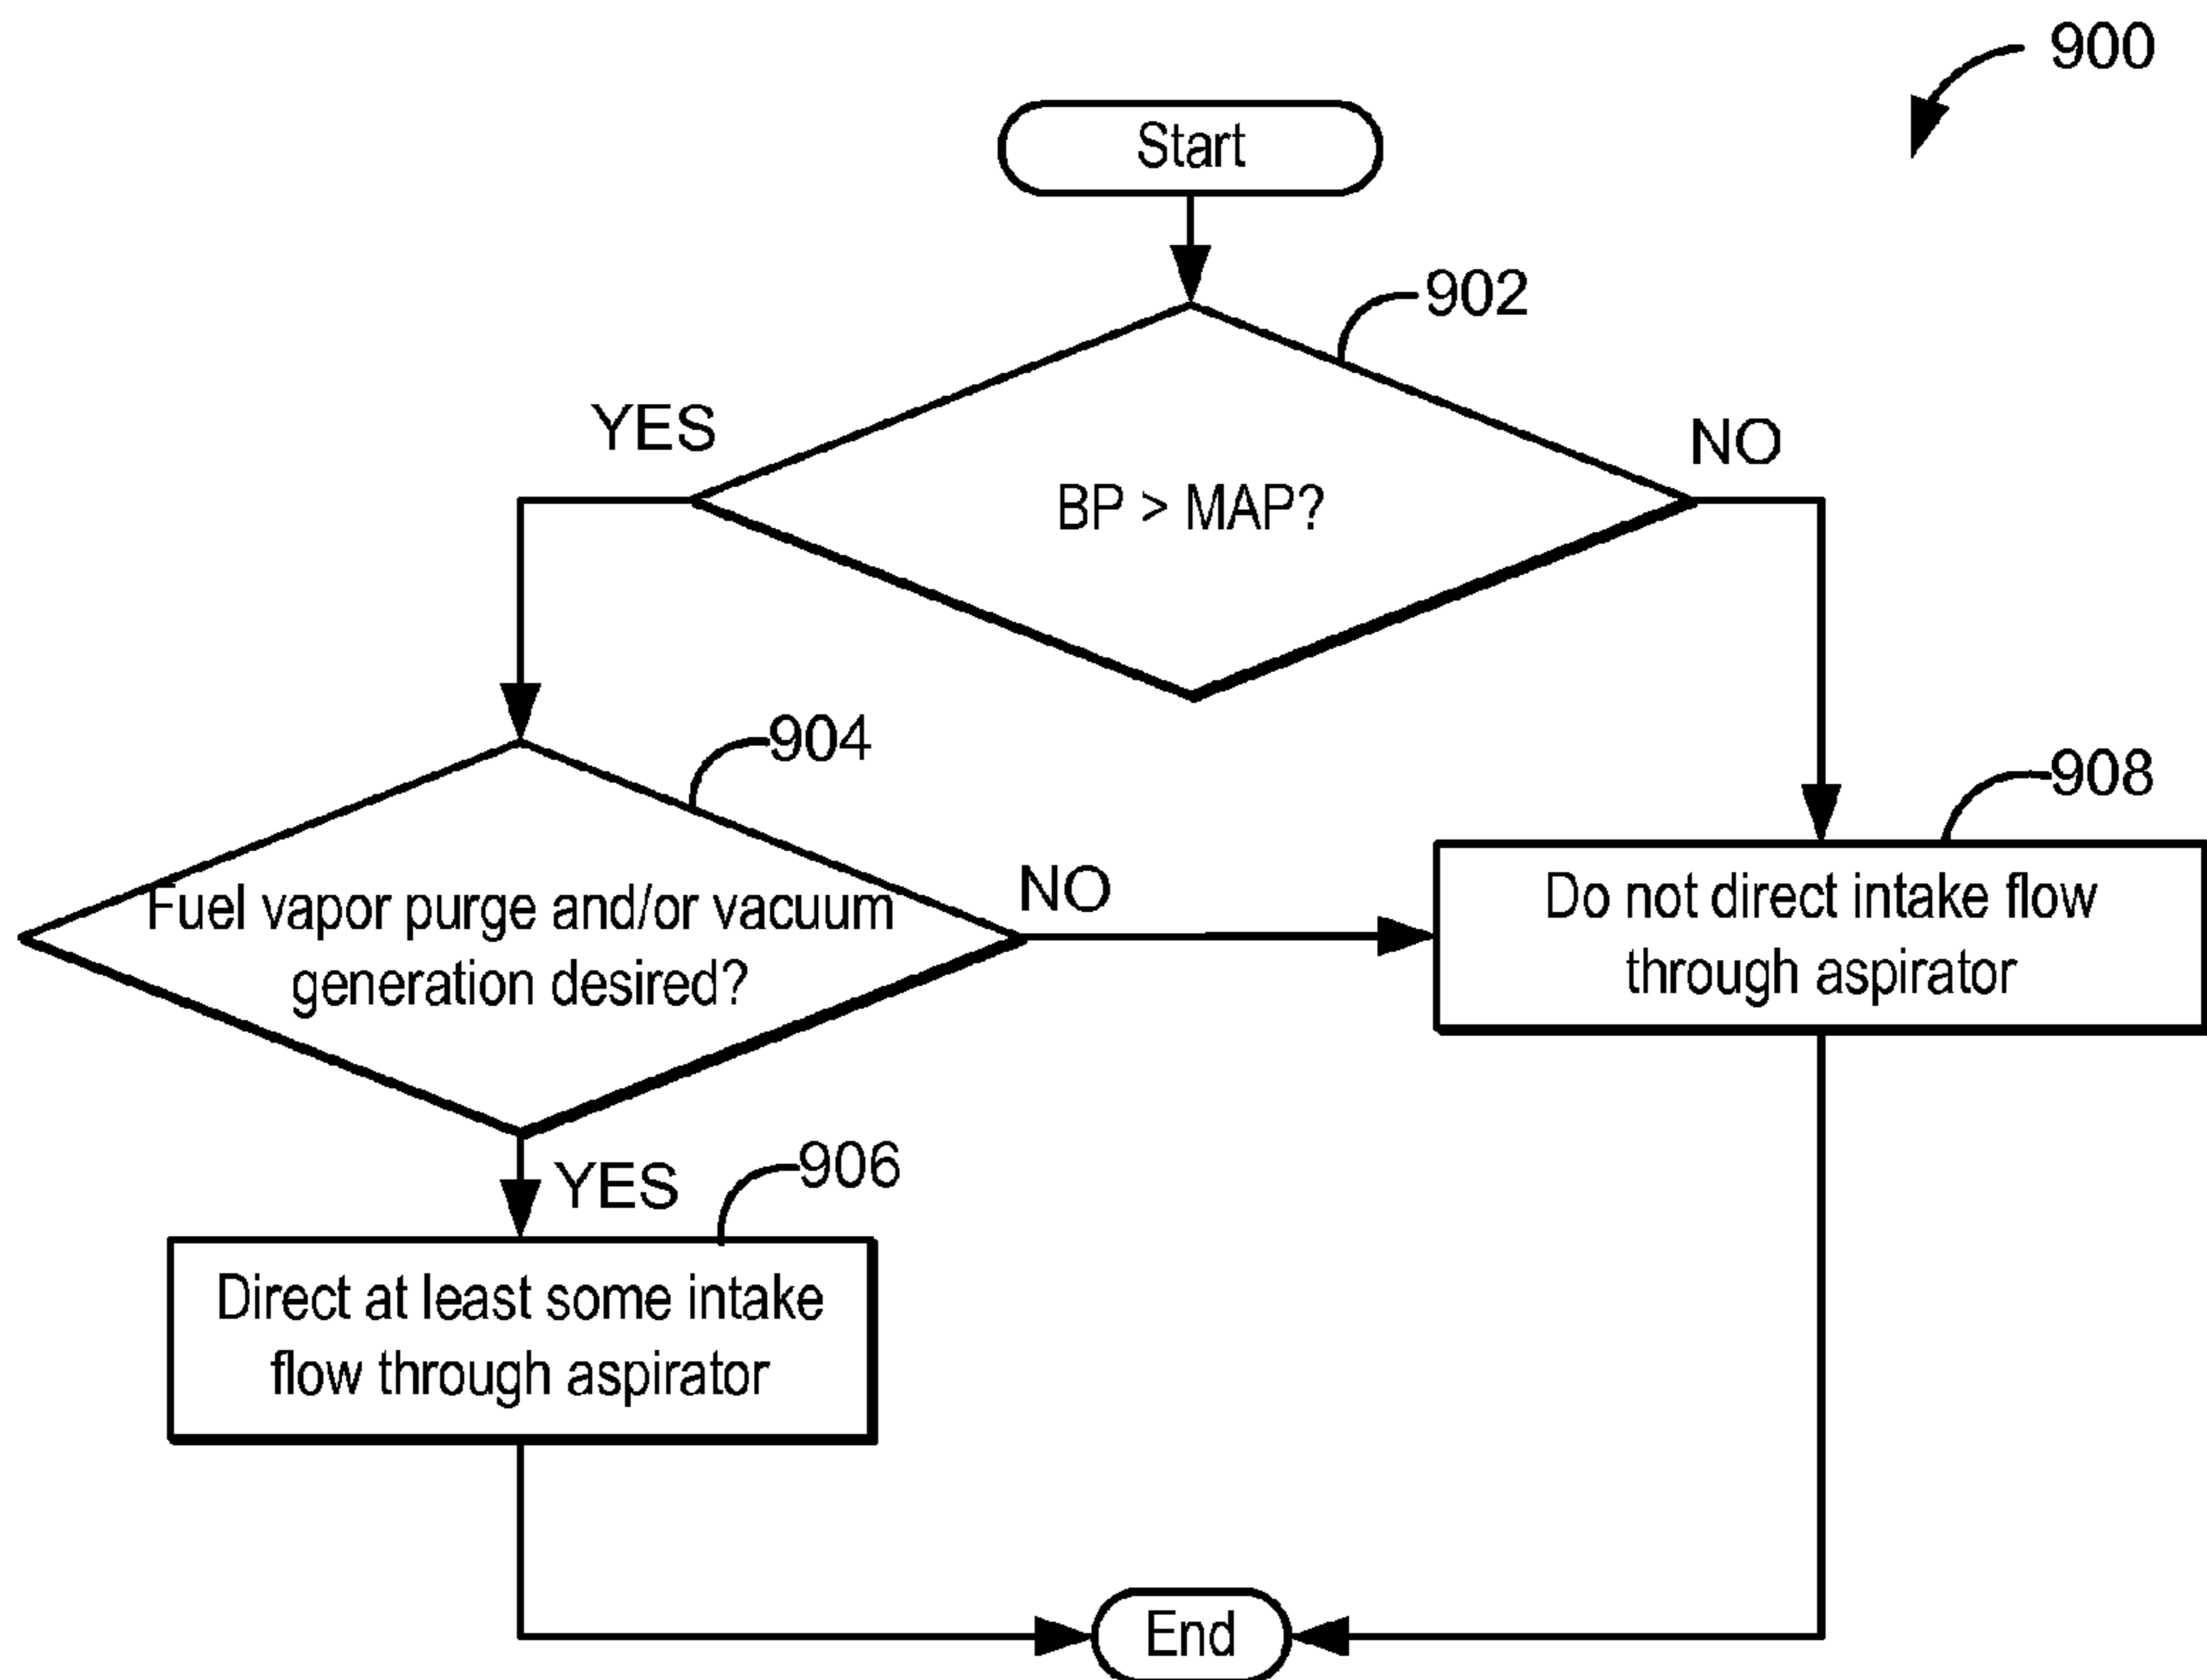 900
Start
902
YES
NO
BP > MAP?
904
908
Fuel vapor purge and/or vacuum
generation desired?
NO
Do not direct intake flow
through aspirator
906
YES
Direct at least some intake
flow through aspirator
End